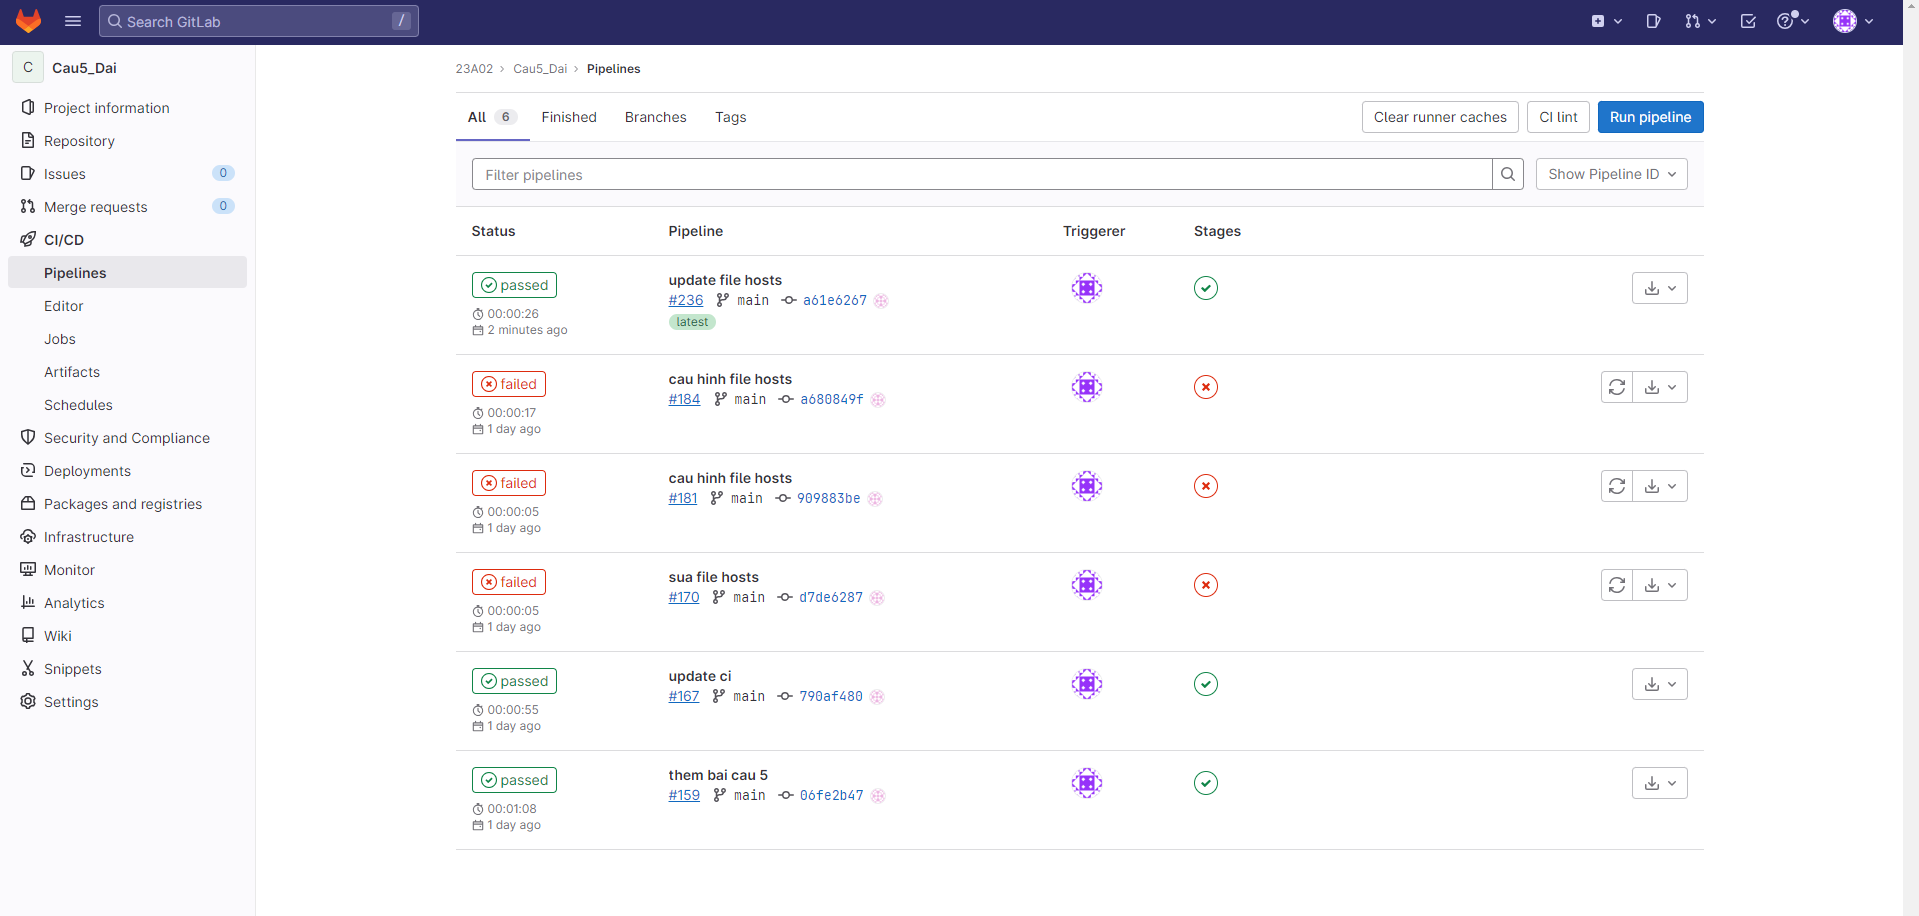 Search GitLab /
C Cau5_Dai
Project information
Repository
Issues 0
Merge requests 0
CI/CD
Pipelines
Editor
Jobs
Artifacts
Schedules
Security and Compliance
Deployments
Packages and registries
Infrastructure
Monitor
Analytics
Wiki
Snippets
Settings
23A02 › Cau5_Dai › Pipelines
All 6 Finished Branches Tags Clear runner caches CI lint Run pipeline
Filter pipelines Show Pipeline ID
Status Pipeline Triggerer Stages
passed update file hosts
#236 main a61e6267
00:00:26 latest
2 minutes ago
failed cau hinh file hosts
#184 main a680849f
00:00:17
1 day ago
failed cau hinh file hosts
#181 main 909883be
00:00:05
1 day ago
failed sua file hosts
#170 main d7de6287
00:00:05
1 day ago
passed update ci
#167 main 790af480
00:00:55
1 day ago
passed them bai cau 5
#159 main 06fe2b47
00:01:08
1 day ago